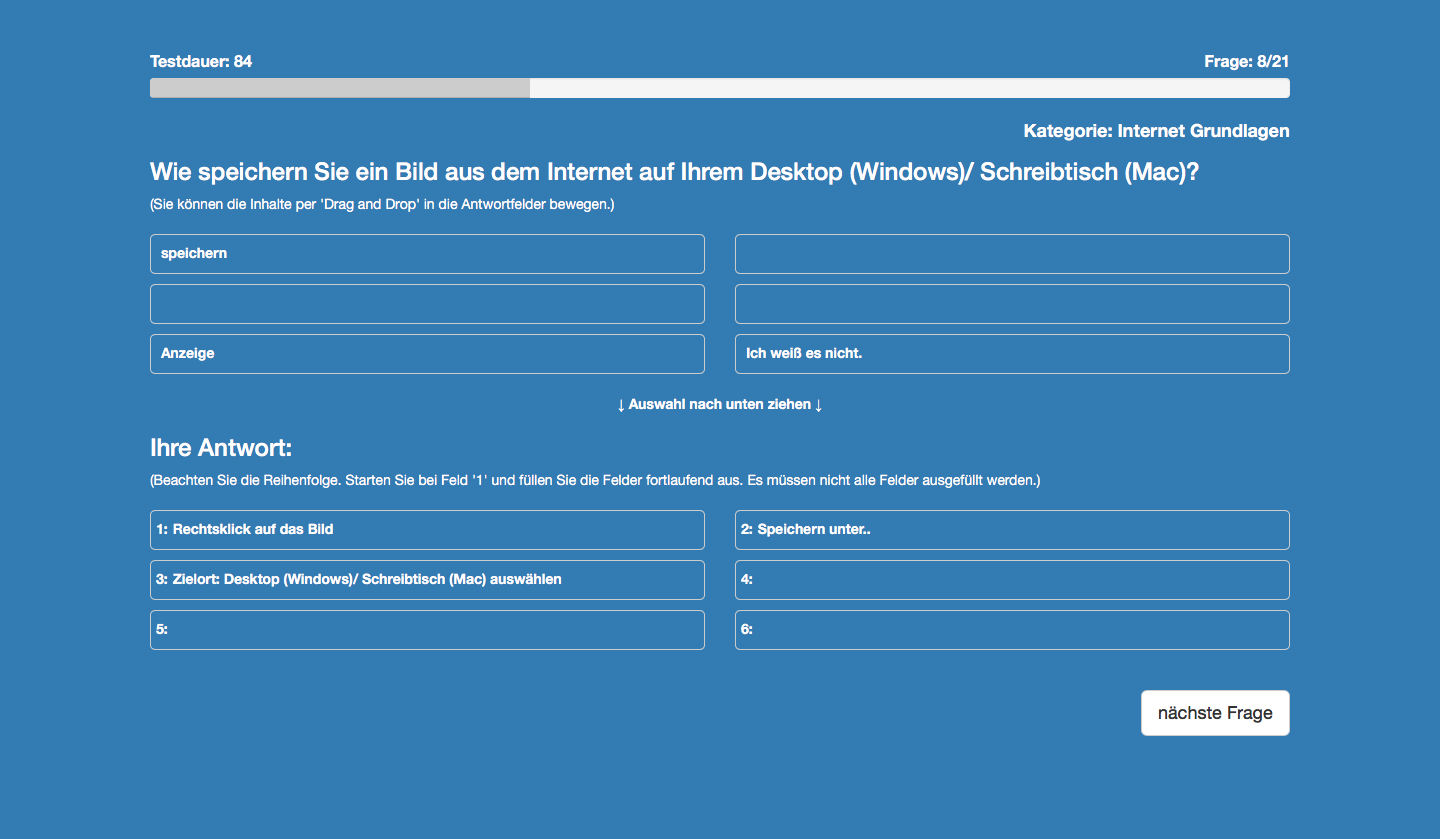 Testdauer: 84
Frage: 8/21
Kategorie: Internet Grundlagen
Wie speichern Sie ein Bild aus dem Internet auf Ihrem Desktop (Windows)/ Schreibtisch (Mac)?
(Sie können die Inhalte per 'Drag and Drop' in die Antwortfelder bewegen.)
speichern
Anzeige
Ich weiß es nicht.
↓ Auswahl nach unten ziehen ↓
Ihre Antwort:
(Beachten Sie die Reihenfolge. Starten Sie bei Feld '1' und füllen Sie die Felder fortlaufend aus. Es müssen nicht alle Felder ausgefüllt werden.)
1: Rechtsklick auf das Bild
2: Speichern unter..
3: Zielort: Desktop (Windows)/ Schreibtisch (Mac) auswählen
4:
5:
6:
nächste Frage